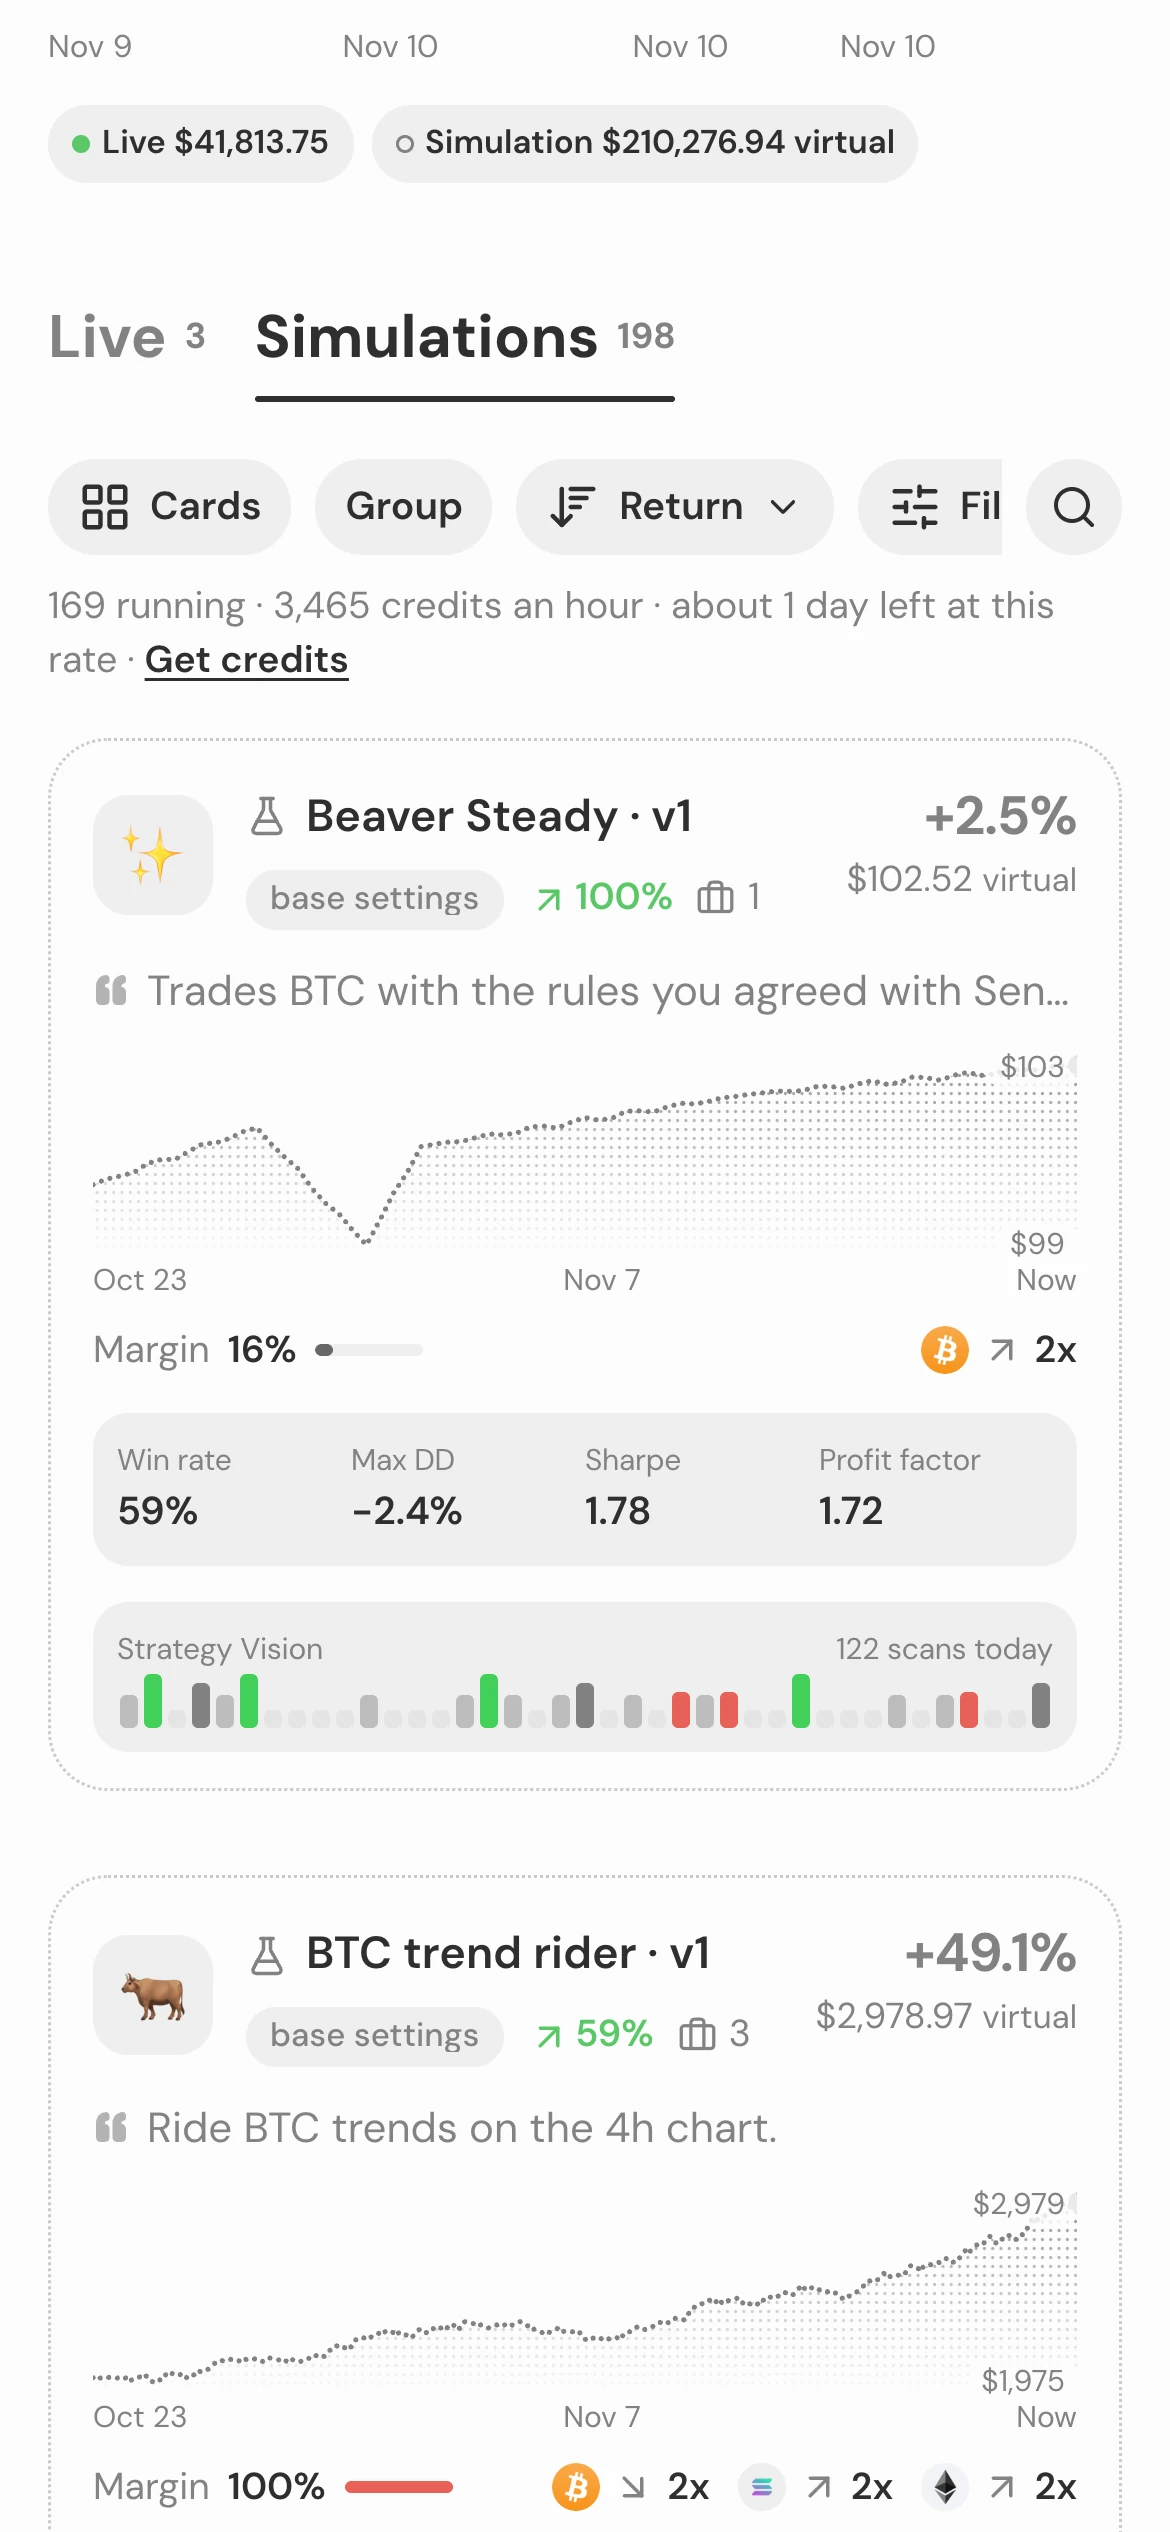 Nov 9 Nov 10 Nov 10 Nov 10
Live $41,813.75 Simulation $210,276.94 virtual
Live 3 Simulations 198
Cards Group Return Fil
169 running · 3,465 credits an hour · about 1 day left at this
rate · Get credits
Beaver Steady · v1 +2.5%
base settings 100% 1 $102.52 virtual
Trades BTC with the rules you agreed with Sen...
$103
$99
Oct 23 Nov 7 Now
Margin 16% 2x
Win rate Max DD Sharpe Profit factor
59% -2.4% 1.78 1.72
Strategy Vision 122 scans today
BTC trend rider · v1 +49.1%
base settings 59% 3 $2,978.97 virtual
Ride BTC trends on the 4h chart.
$2,979
$1,975
Oct 23 Nov 7 Now
Margin 100% 2x 2x 2x